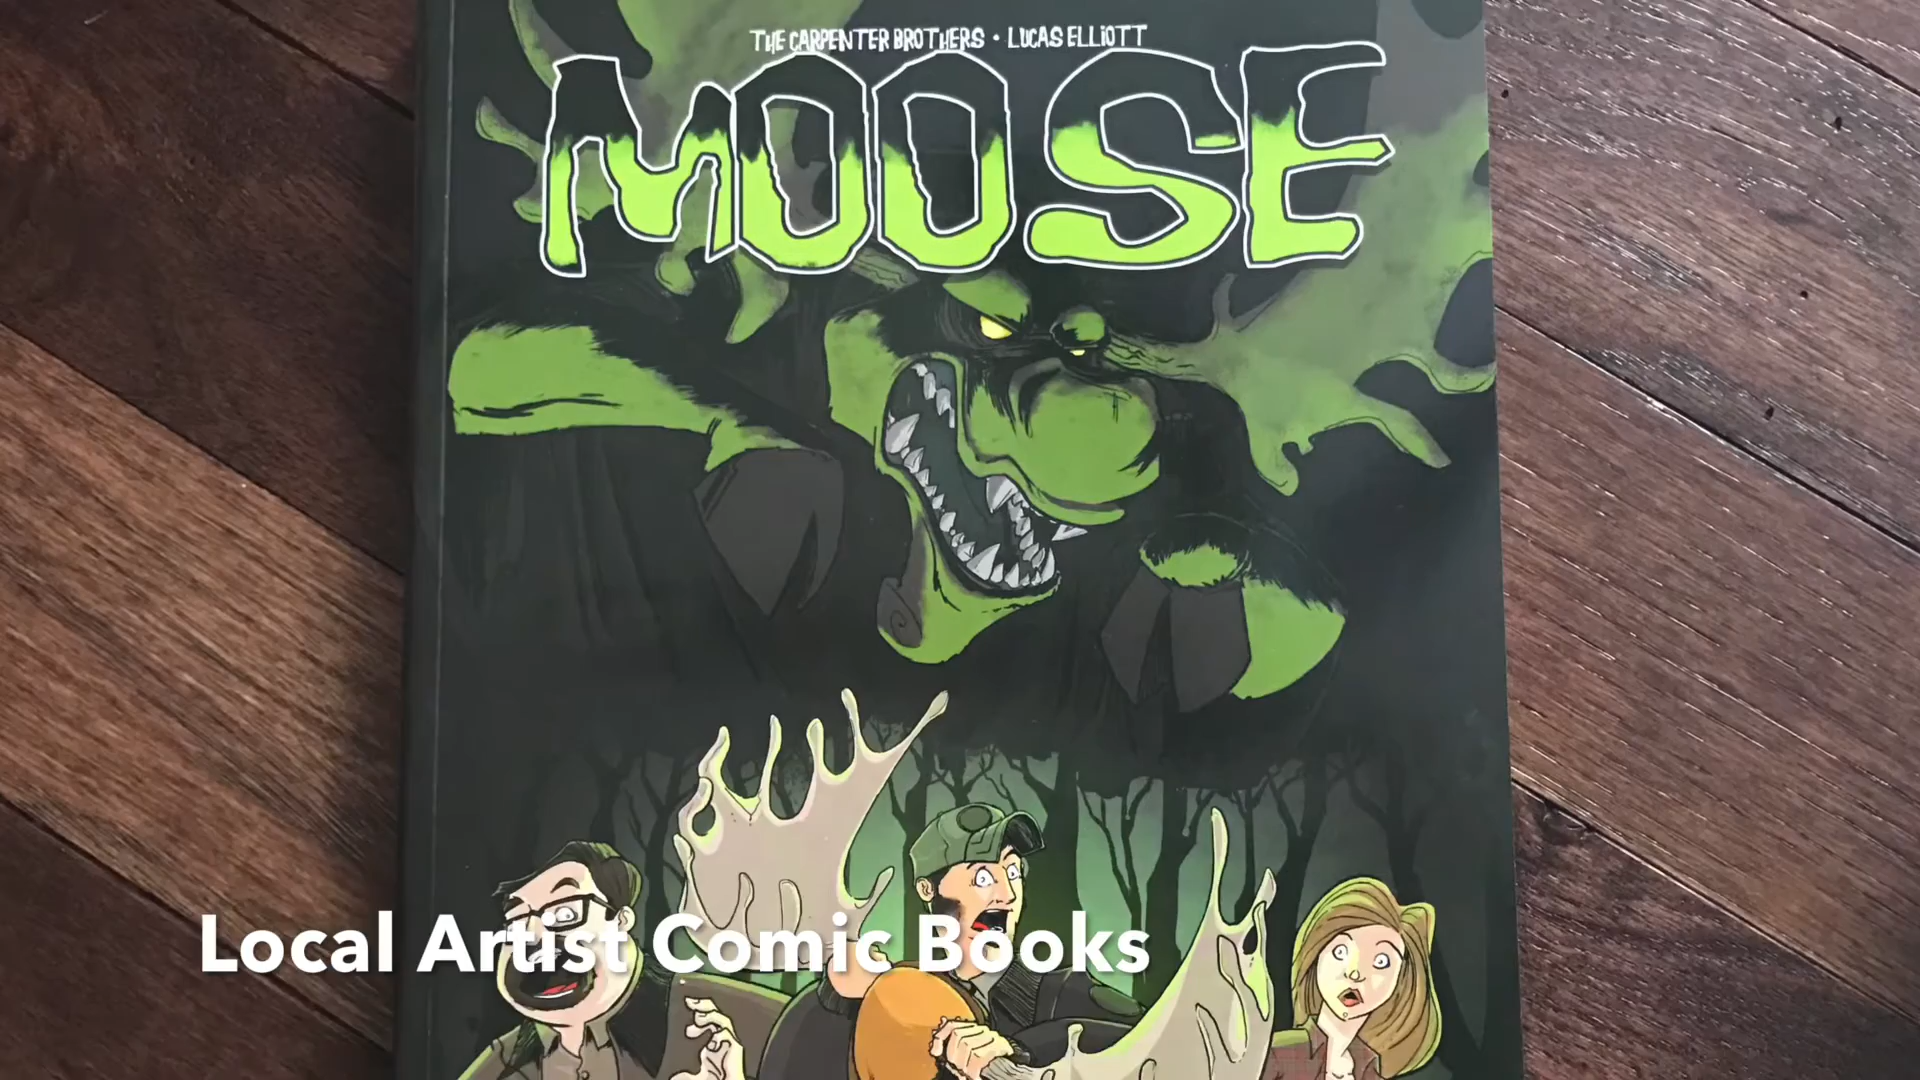 THE CARPENTER BROTHERS • LUCAS ELLIOTT
MOOSE
Local Artist Comic Books